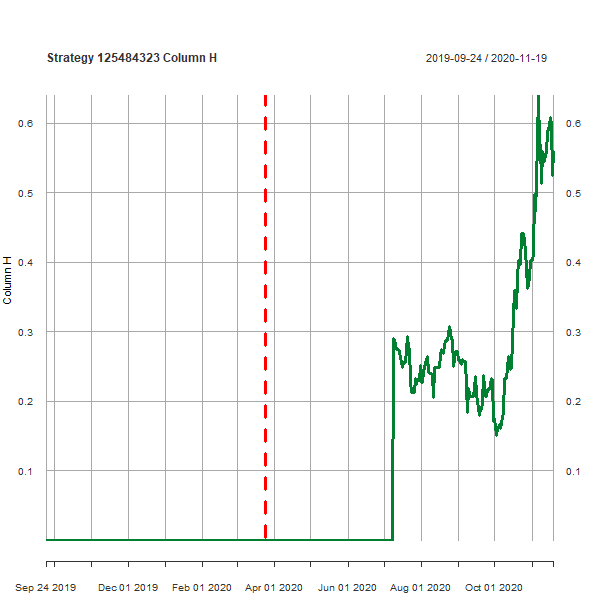 Strategy 125484323 Column H
2019-09-24 / 2020-11-19
0.6
0.6
0.5
0.5
0.4
0.4
Column H
0.3
0.3
0.2
0.2
0.1
0.1
Sep 24 2019
Dec 01 2019
Feb 01 2020
Apr 01 2020
Jun 01 2020
Aug 01 2020
Oct 01 2020